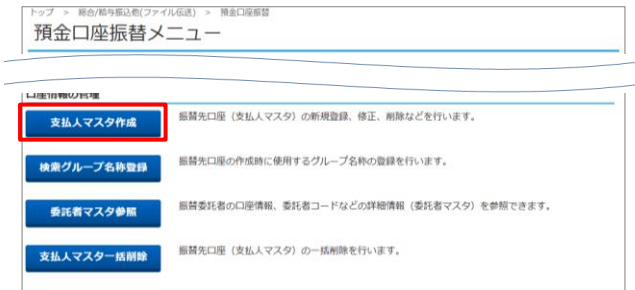 トップ > 総合/給与振込他(ファイル伝送) > 預金口座振替
預金口座振替メニュー
口座情報の管理
支払人マスタ作成
振替先口座（支払人マスタ）の新規登録、修正、削除などを行います。
検索グループ名称登録
振替先口座の作成時に使用するグループ名称の登録を行います。
委託者マスタ参照
振替委託者の口座情報、委託者コードなどの詳細情報（委託者マスタ）を参照できます。
支払人マスタ一括削除
振替先口座（支払人マスタ）の一括削除を行います。